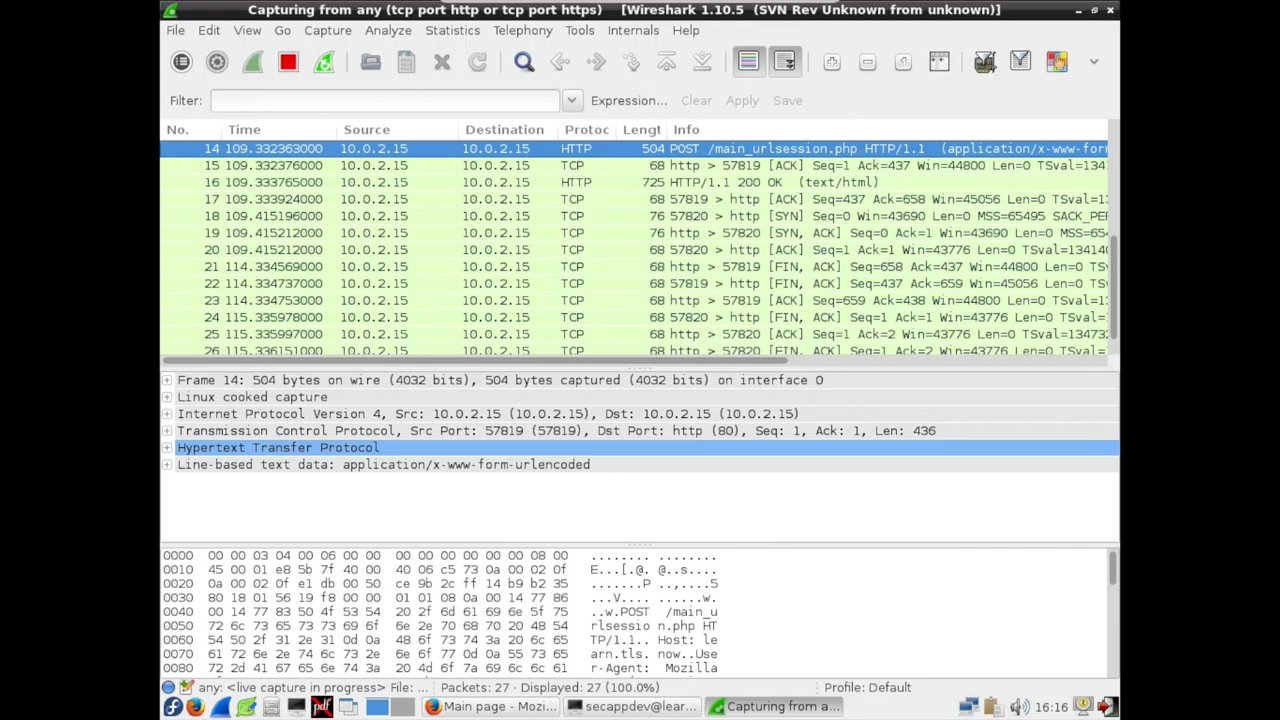 Capturing from any (tcp port http or tcp port https) [Wireshark 1.10.5 (SVN Rev Unknown from unknown)]
File Edit View Go Capture Analyze Statistics Telephony Tools Internals Help
Filter: Expression... Clear Apply Save
No. Time Source Destination Protoc Lengt Info
14 109.332363000 10.0.2.15 10.0.2.15 HTTP 504 POST /main_urlsession.php HTTP/1.1 (application/x-www-form
15 109.332376000 10.0.2.15 10.0.2.15 TCP 68 http > 57819 [ACK] Seq=1 Ack=437 Win=44800 Len=0 TSval=1341
16 109.333765000 10.0.2.15 10.0.2.15 HTTP 725 HTTP/1.1 200 OK (text/html)
17 109.333924000 10.0.2.15 10.0.2.15 TCP 68 57819 > http [ACK] Seq=437 Ack=658 Win=45056 Len=0 TSval=1
18 109.415196000 10.0.2.15 10.0.2.15 TCP 76 57820 > http [SYN] Seq=0 Win=43690 Len=0 MSS=65495 SACK_PE
19 109.415212000 10.0.2.15 10.0.2.15 TCP 76 http > 57820 [SYN, ACK] Seq=0 Ack=1 Win=43690 Len=0 MSS=654
20 109.415212000 10.0.2.15 10.0.2.15 TCP 68 57820 > http [ACK] Seq=1 Ack=1 Win=43776 Len=0 TSval=134140
21 114.334569000 10.0.2.15 10.0.2.15 TCP 68 http > 57819 [FIN, ACK] Seq=658 Ack=437 Win=44800 Len=0 TS
22 114.334737000 10.0.2.15 10.0.2.15 TCP 68 57819 > http [FIN, ACK] Seq=437 Ack=659 Win=45056 Len=0 TS
23 114.334753000 10.0.2.15 10.0.2.15 TCP 68 http > 57819 [ACK] Seq=659 Ack=438 Win=44800 Len=0 TSval=1
24 115.335978000 10.0.2.15 10.0.2.15 TCP 68 57820 > http [FIN, ACK] Seq=1 Ack=1 Win=43776 Len=0 TSval=
25 115.335997000 10.0.2.15 10.0.2.15 TCP 68 http > 57820 [ACK] Seq=1 Ack=2 Win=43776 Len=0 TSval=13473
26 115.336151000 10.0.2.15 10.0.2.15 TCP 68 http > 57820 [FIN, ACK] Seq=1 Ack=2 Win=43776 Len=0 TSval=
Frame 14: 504 bytes on wire (4032 bits), 504 bytes captured (4032 bits) on interface 0
Linux cooked capture
Internet Protocol Version 4, Src: 10.0.2.15 (10.0.2.15), Dst: 10.0.2.15 (10.0.2.15)
Transmission Control Protocol, Src Port: 57819 (57819), Dst Port: http (80), Seq: 1, Ack: 1, Len: 436
Hypertext Transfer Protocol
Line-based text data: application/x-www-form-urlencoded
0000 00 00 03 04 00 06 00 00 00 00 00 00 00 00 08 00 ........ ........
0010 45 00 01 e8 5b 7f 40 00 40 06 c5 73 0a 00 02 0f E...[.@. @..s....
0020 0a 00 02 0f e1 db 00 50 ce 9b 2c ff 14 b9 b2 35 .......P ..,....5
0030 80 18 01 56 19 f8 00 00 01 01 08 0a 00 14 77 86 ...V.... ......w.
0040 00 14 77 83 50 4f 53 54 20 2f 6d 61 69 6e 5f 75 ..w.POST /main_u
0050 72 6c 73 65 73 73 69 6f 6e 2e 70 68 70 20 48 54 rlsessio n.php HT
0060 54 50 2f 31 2e 31 0d 0a 48 6f 73 74 3a 20 6c 65 TP/1.1.. Host: le
0070 61 72 6e 2e 74 6c 73 2e 6e 6f 77 0d 0a 55 73 65 arn.tls. now..Use
0080 72 2d 41 67 65 6e 74 3a 20 4d 6f 7a 69 6c 6c 61 r-Agent: Mozilla
any: <live capture in progress> File: ... Packets: 27 · Displayed: 27 (100.0%) Profile: Default
pdf Main page - Mozi... secappdev@lear... Capturing from a... 16:16